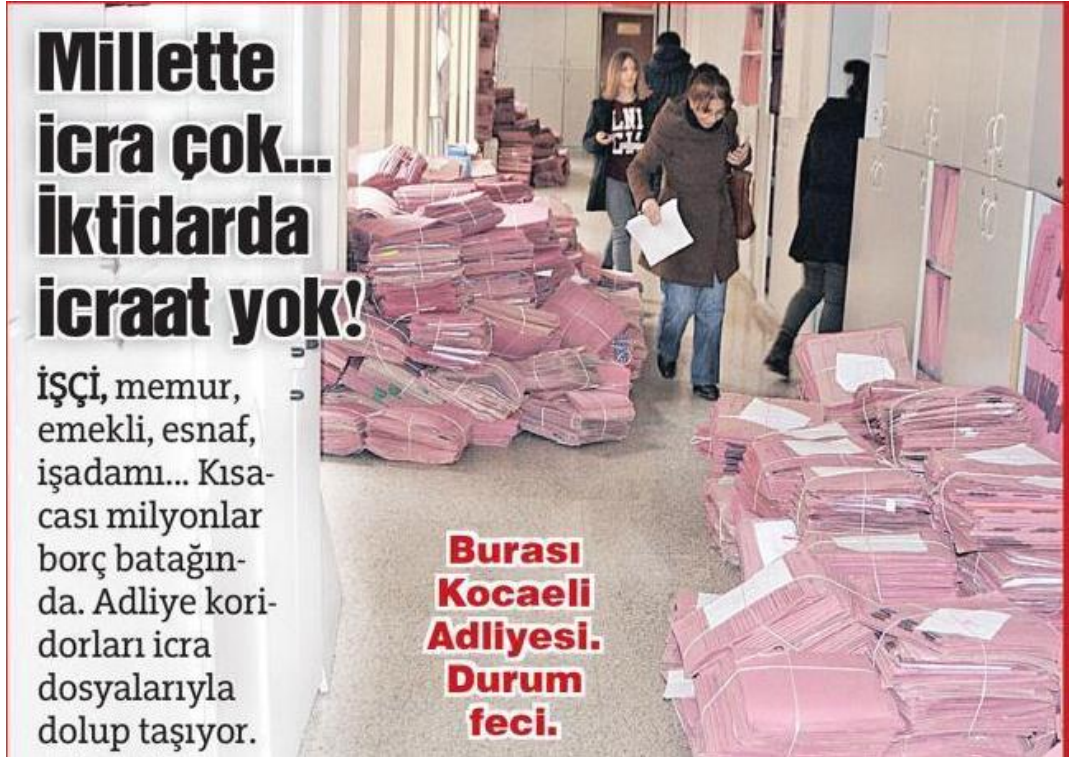 Millette
icra çok...
İktidarda
icraat yok!
İŞÇİ, memur,
emekli, esnaf,
işadamı... Kısa-
cası milyonlar
borç batağın-
da. Adliye kori-
dorları icra
dosyalarıyla
dolup taşıyor.
Burası
Kocaeli
Adliyesi.
Durum
feci.